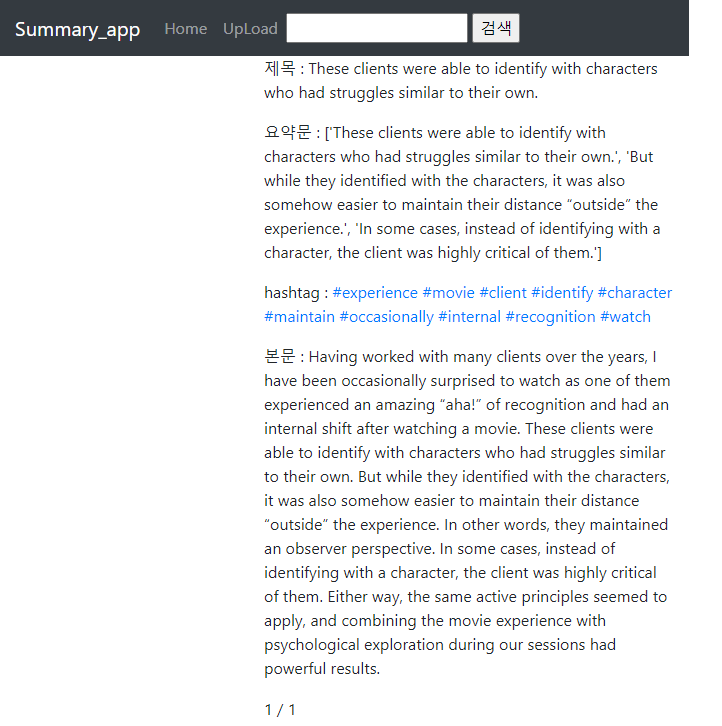 Summary_app Home UpLoad 검색
제목 : These clients were able to identify with characters
who had struggles similar to their own.
요약문 : ['These clients were able to identify with
characters who had struggles similar to their own.', 'But
while they identified with the characters, it was also
somehow easier to maintain their distance “outside” the
experience.', 'In some cases, instead of identifying with a
character, the client was highly critical of them.']
hashtag : #experience #movie #client #identify #character
#maintain #occasionally #internal #recognition #watch
본문 : Having worked with many clients over the years, I
have been occasionally surprised to watch as one of them
experienced an amazing “aha!” of recognition and had an
internal shift after watching a movie. These clients were
able to identify with characters who had struggles similar
to their own. But while they identified with the characters,
it was also somehow easier to maintain their distance
“outside” the experience. In other words, they maintained
an observer perspective. In some cases, instead of
identifying with a character, the client was highly critical
of them. Either way, the same active principles seemed to
apply, and combining the movie experience with
psychological exploration during our sessions had
powerful results.
1 / 1